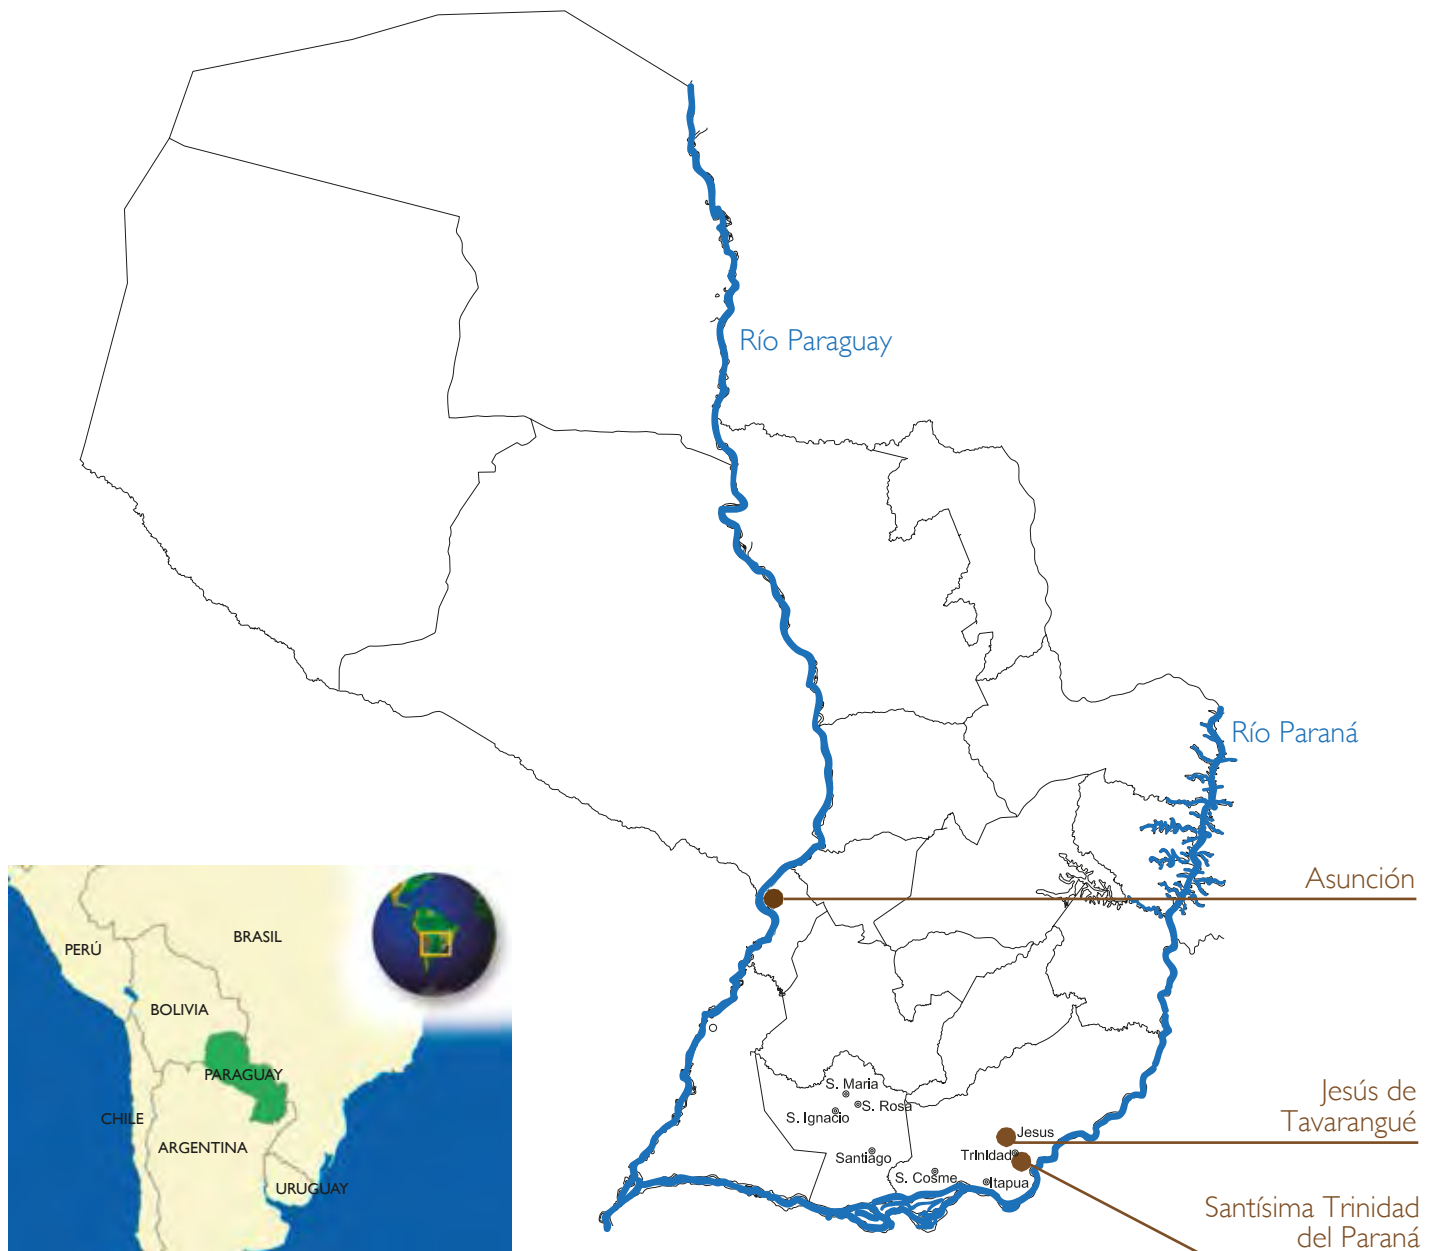 Río Paraguay
Río Paraná
Asunción
PERÚ
BRASIL
BOLIVIA
PARAGUAY
CHILE
ARGENTINA
URUGUAY
S. Maria
S. Rosa
S. Ignacio
Santiago
S. Cosme
Jesus
Trinidad
Itapua
Jesús de
Tavarangué
Santísima Trinidad
del Paraná